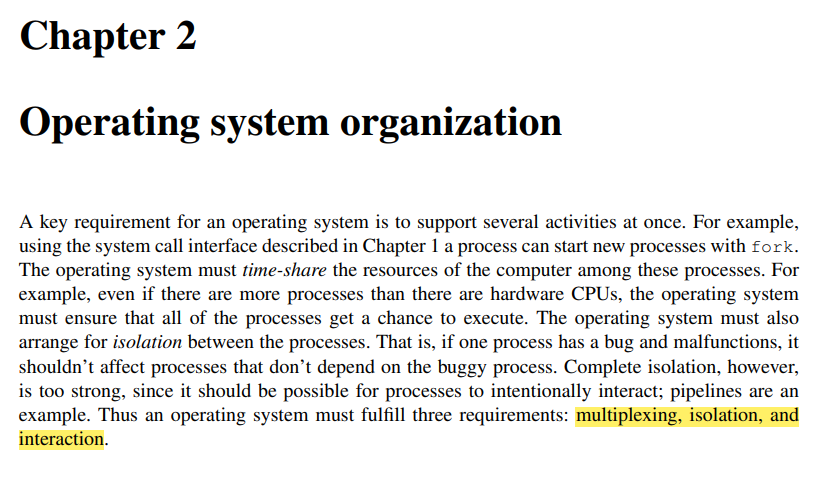 Chapter 2
Operating system organization
A key requirement for an operating system is to support several activities at once. For example,
using the system call interface described in Chapter 1 a process can start new processes with fork.
The operating system must time-share the resources of the computer among these processes. For
example, even if there are more processes than there are hardware CPUs, the operating system
must ensure that all of the processes get a chance to execute. The operating system must also
arrange for isolation between the processes. That is, if one process has a bug and malfunctions, it
shouldn’t affect processes that don’t depend on the buggy process. Complete isolation, however,
is too strong, since it should be possible for processes to intentionally interact; pipelines are an
example. Thus an operating system must fulfill three requirements: multiplexing, isolation, and
interaction.